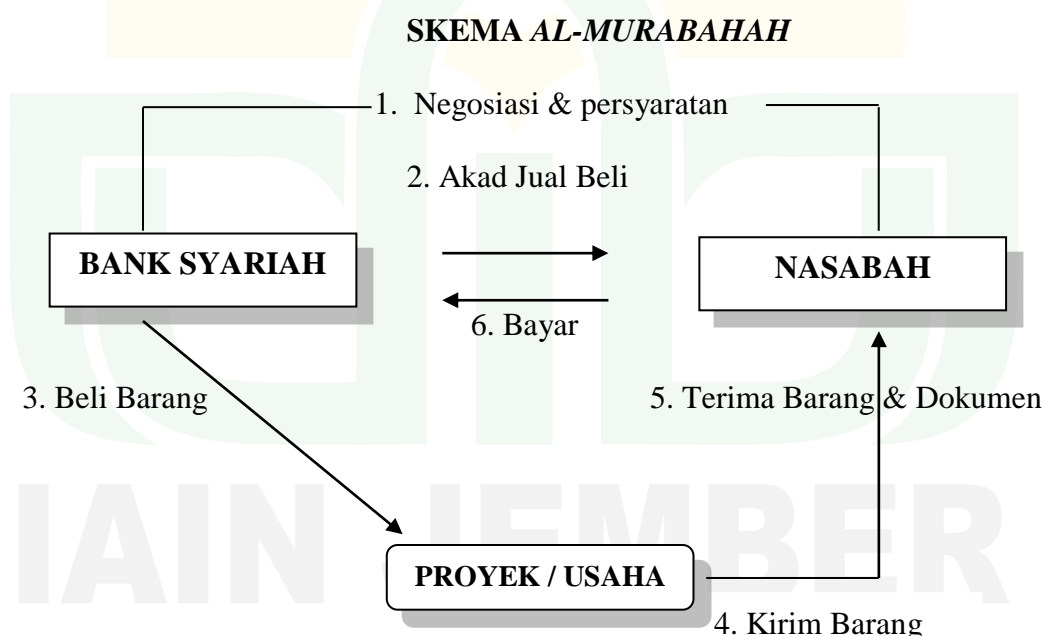 SKEMA AL-MURABAHAH
1. Negosiasi & persyaratan
2. Akad Jual Beli
BANK SYARIAH
NASABAH
6. Bayar
3. Beli Barang
5. Terima Barang & Dokumen
PROYEK / USAHA
4. Kirim Barang
IAIN JEMBER